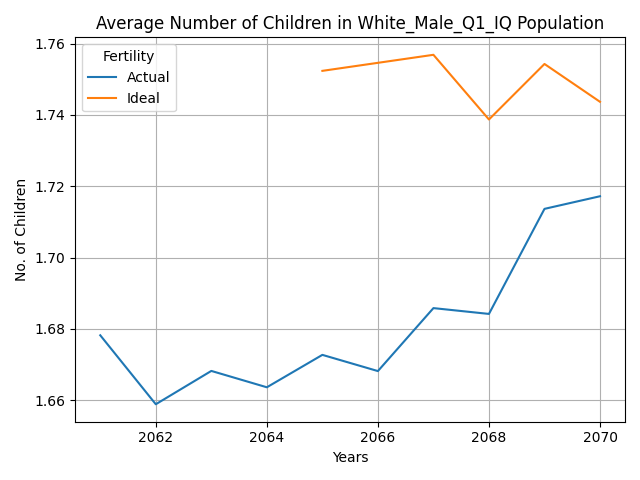 Average Number of Children in White_Male_Q1_IQ Population
Fertility
Actual
Ideal
1.76
1.74
1.72
1.70
1.68
1.66
No. of Children
2062
2064
2066
2068
2070
Years